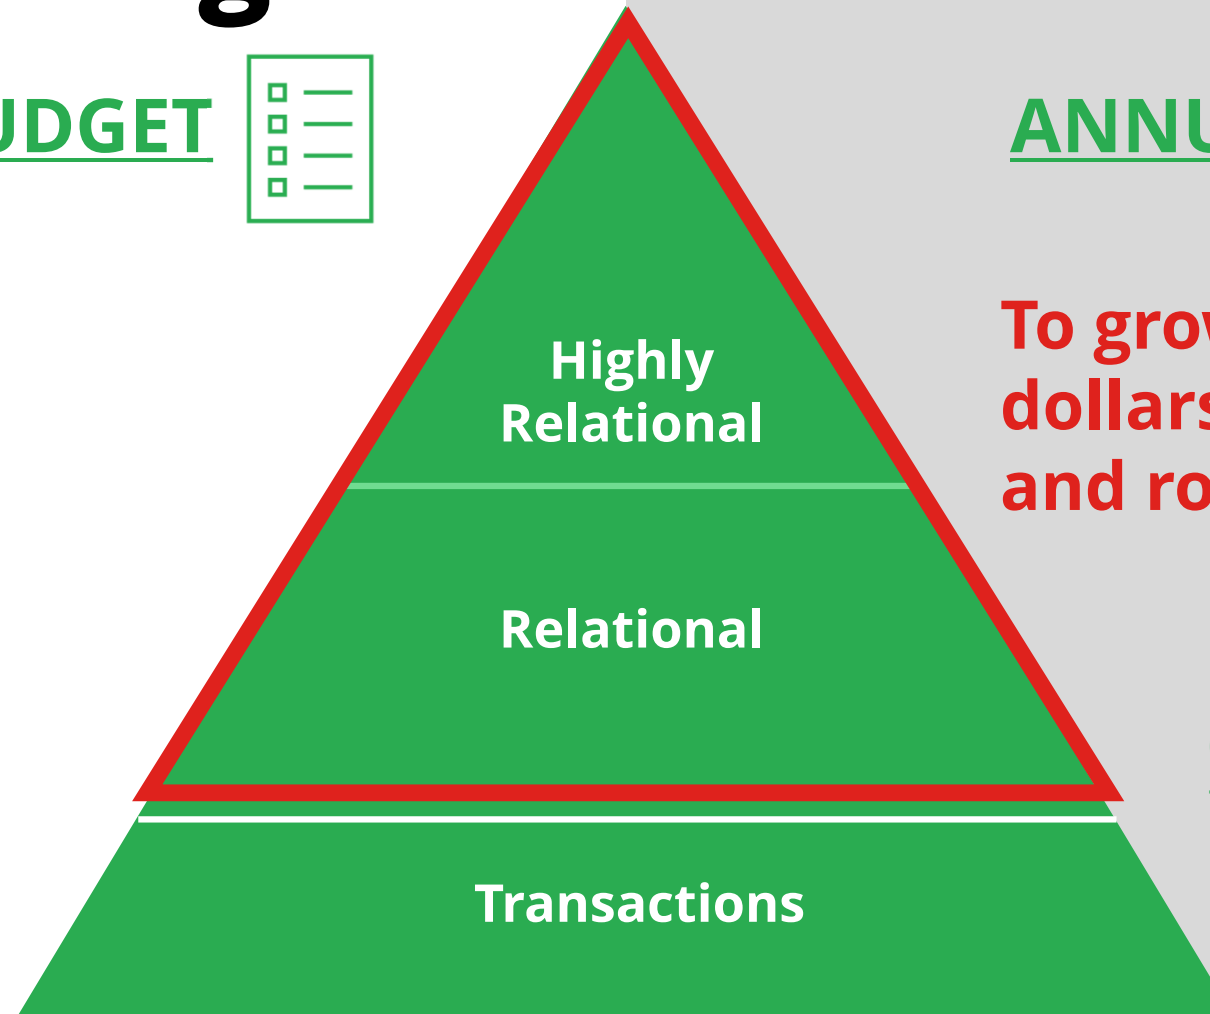 UDGET
ANNU
Highly
Relational
To grow
dollars
and ro
Relational
Transactions